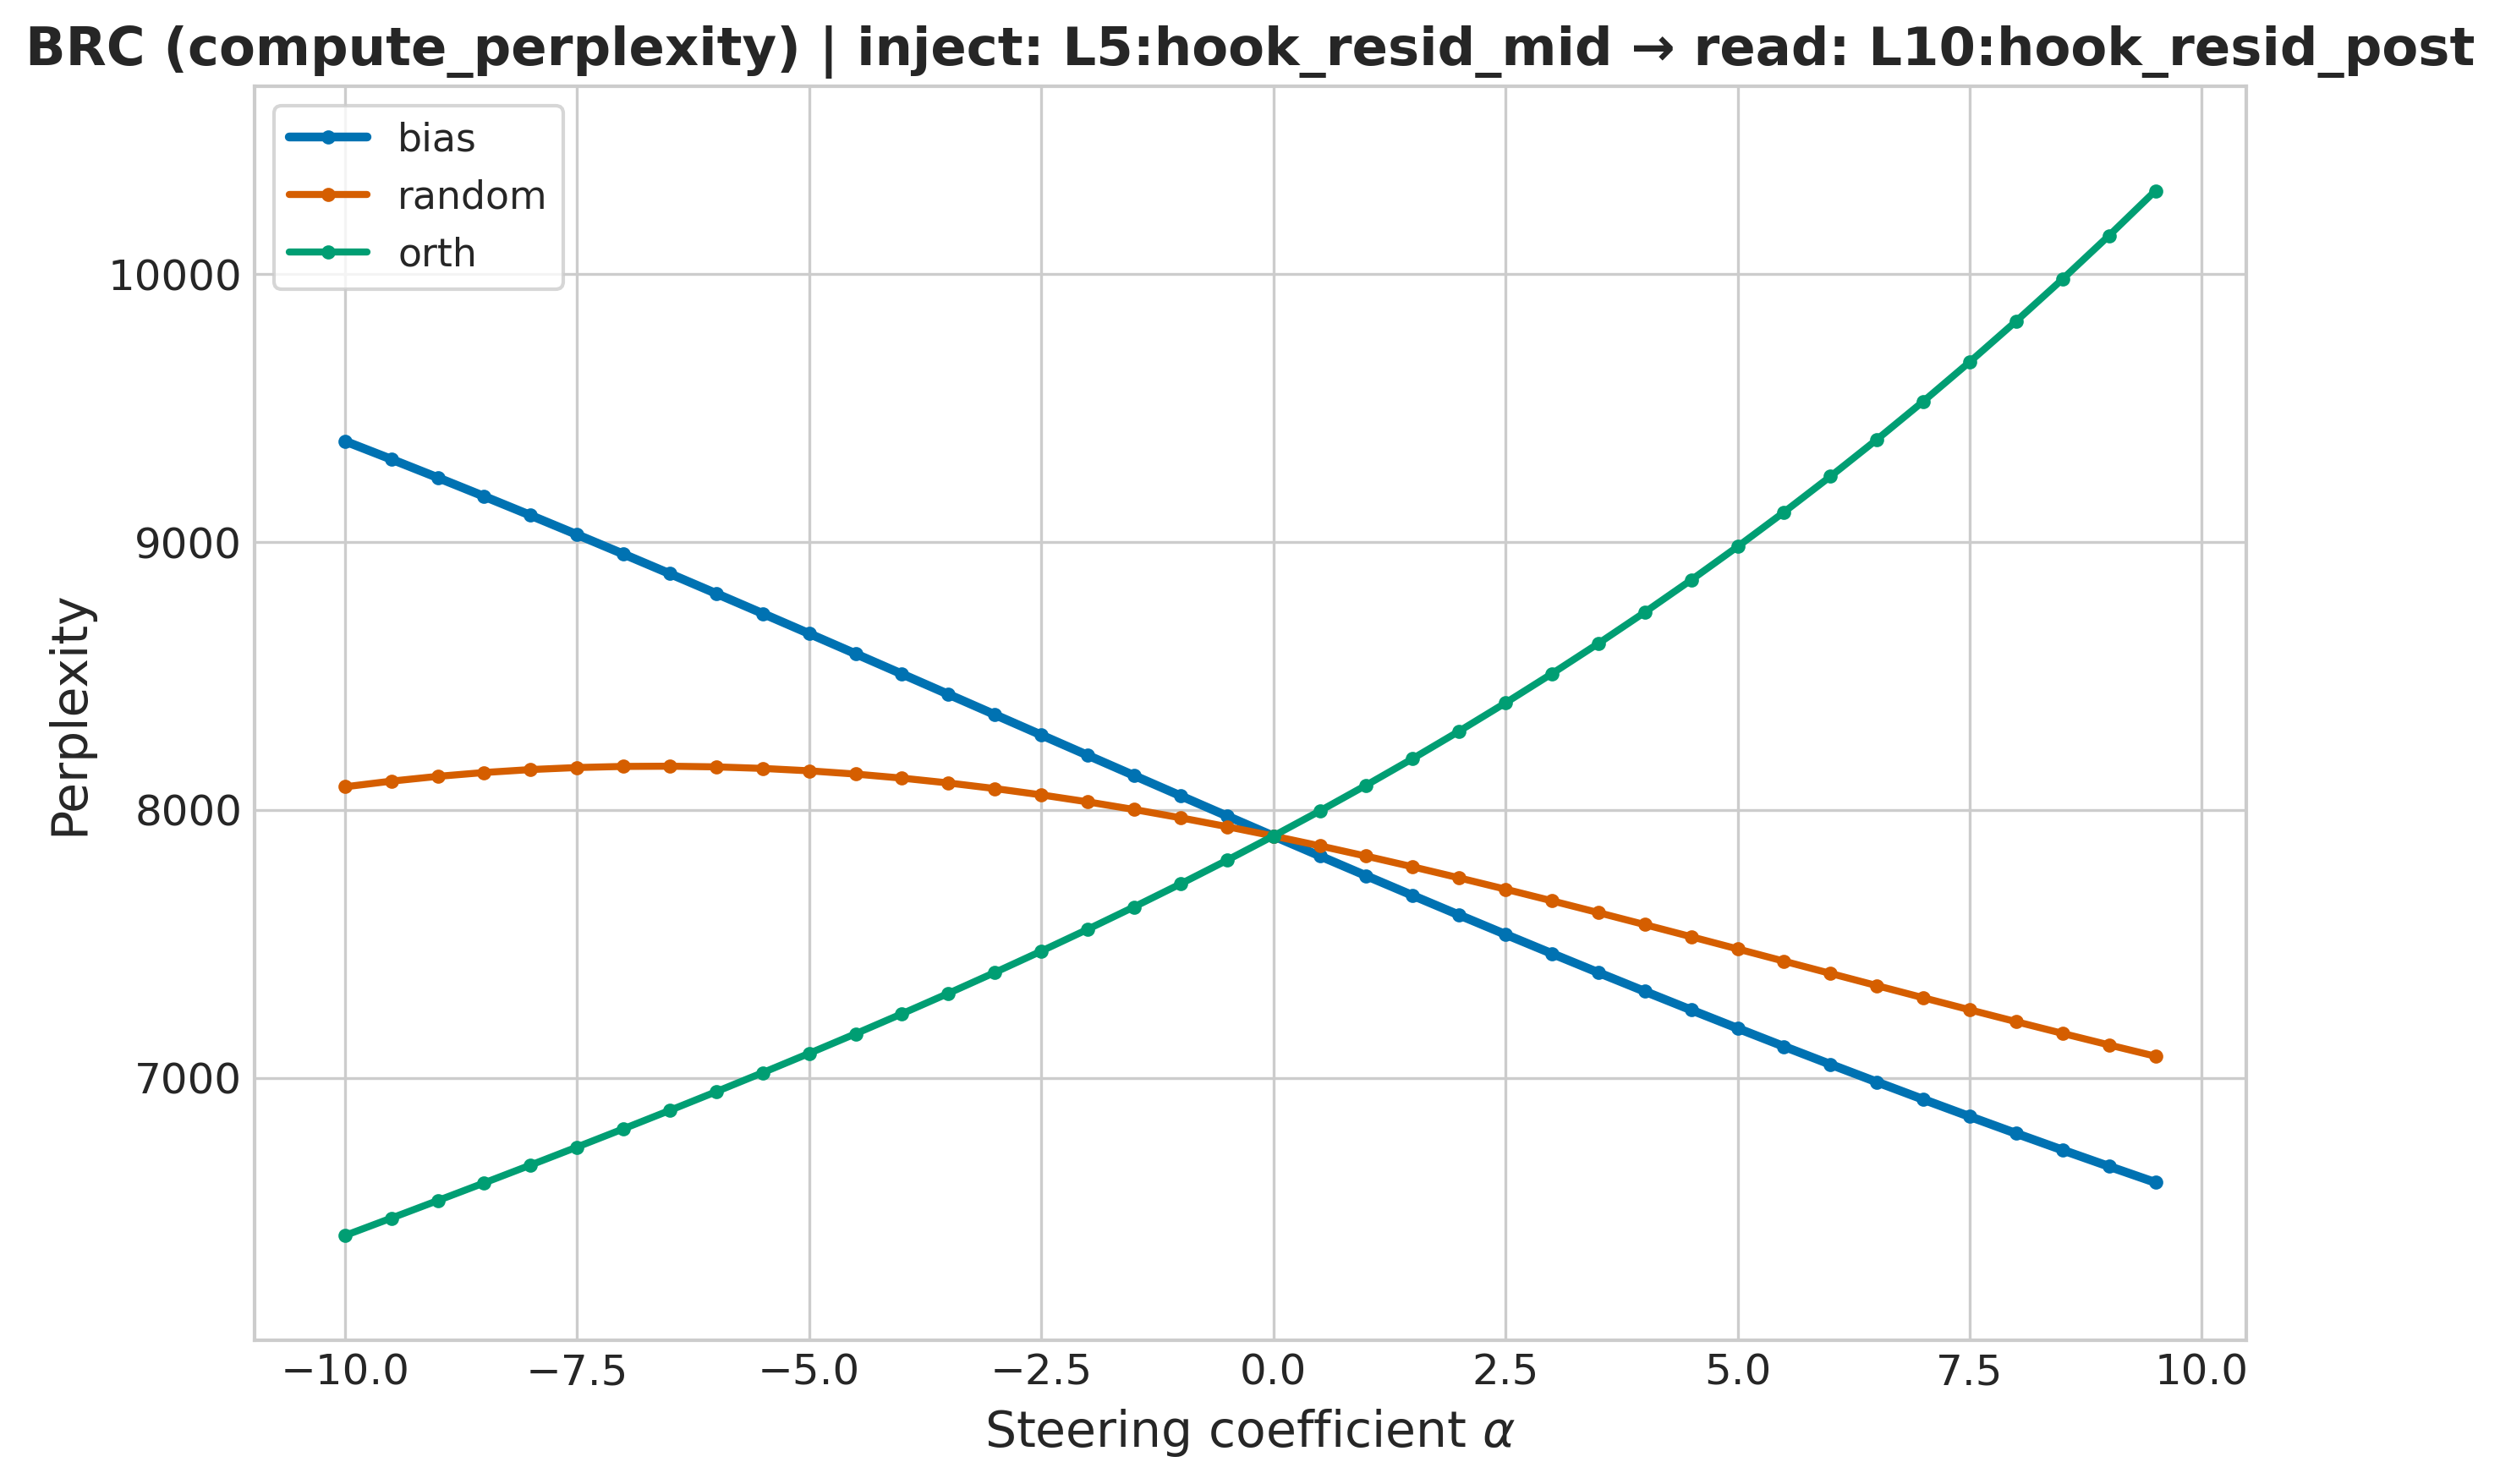 BRC (compute_perplexity) | inject: L5:hook_resid_mid → read: L10:hook_resid_post
bias
random
orth
10000
9000
8000
7000
Perplexity
−10.0 −7.5 −5.0 −2.5 0.0 2.5 5.0 7.5 10.0
Steering coefficient α